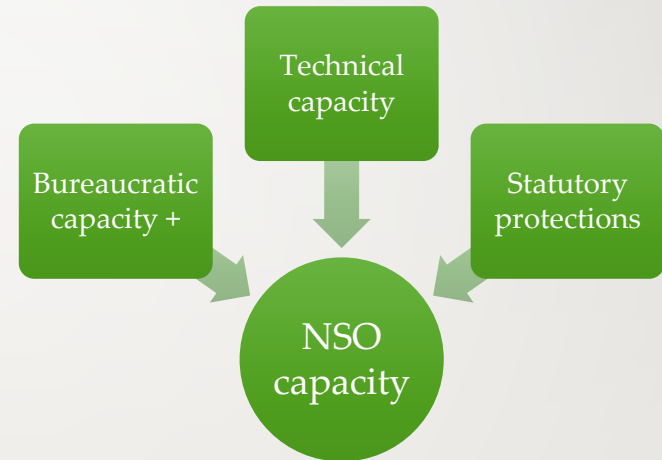 Technical
capacity
Bureaucratic
capacity +
Statutory
protections
NSO
capacity